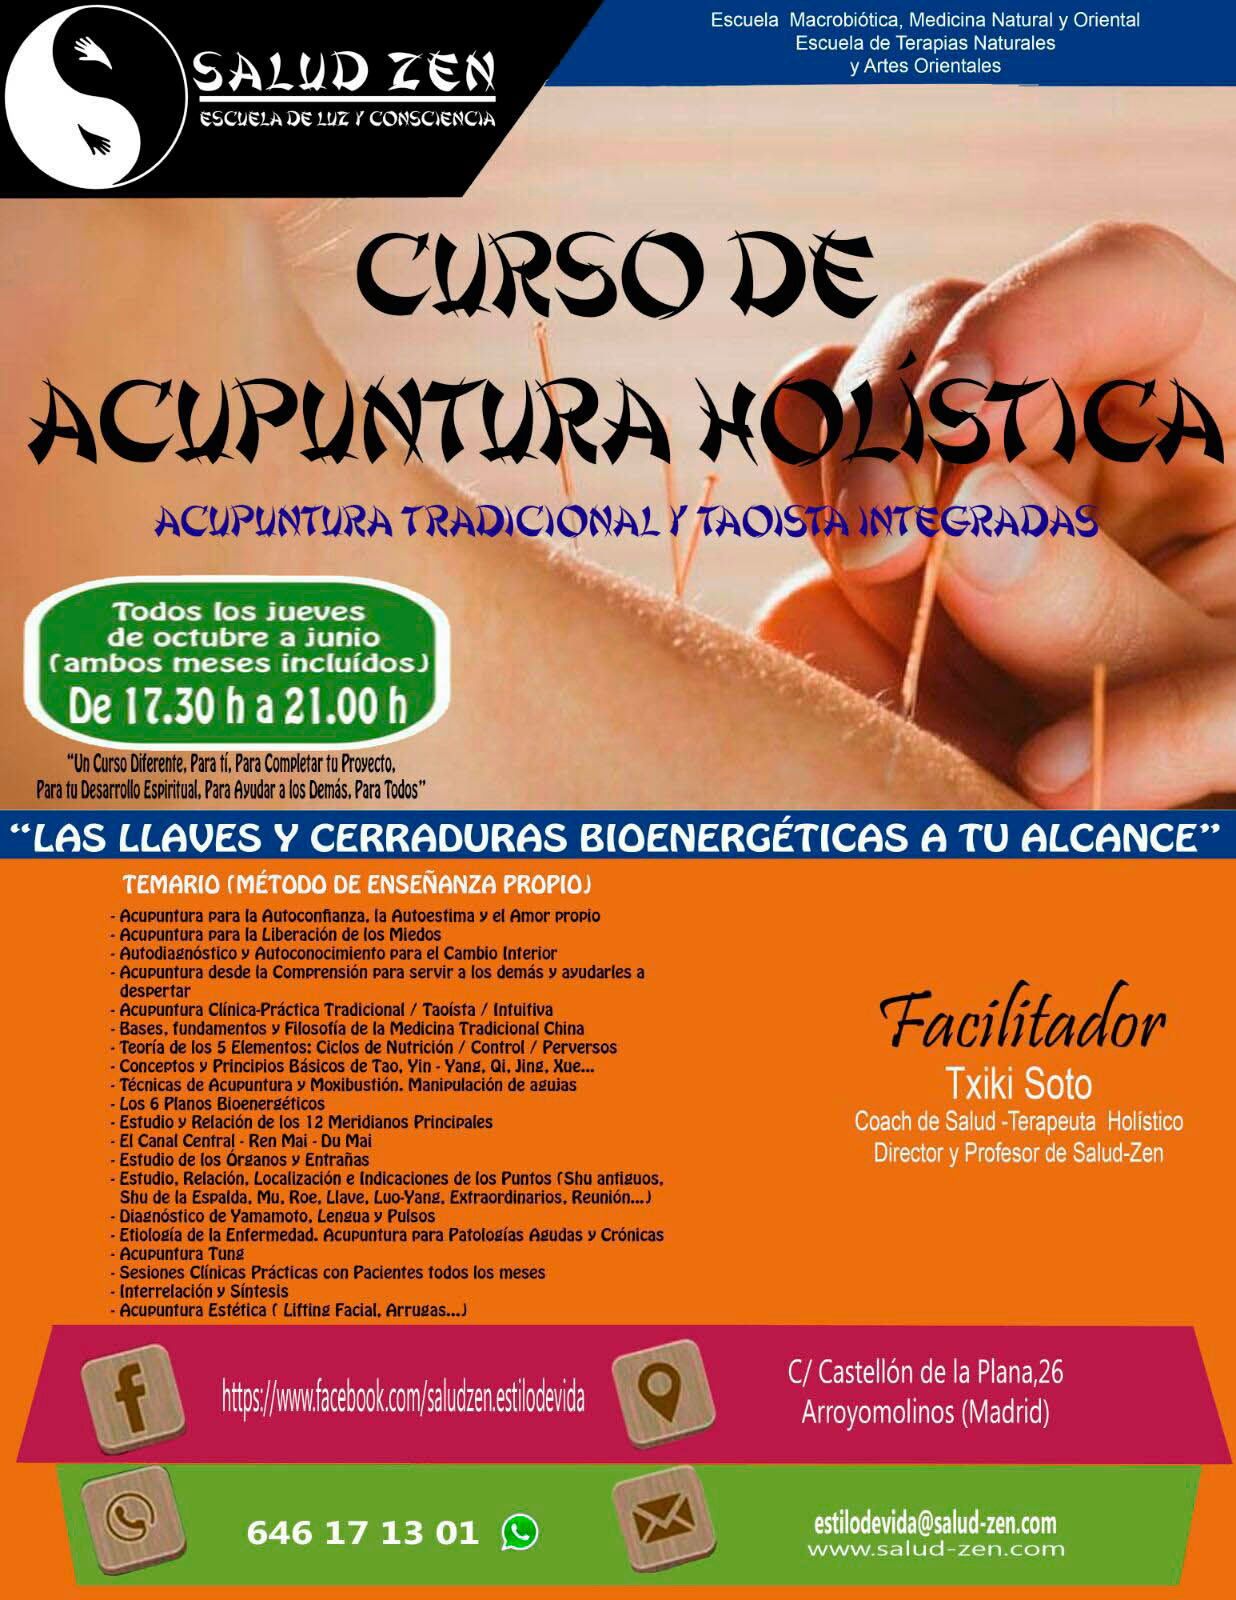 SALUD ZEN
ESCUELA DE LUZ Y CONSCIENCIA
Escuela Macrobiótica, Medicina Natural y Oriental
Escuela de Terapias Naturales
y Artes Orientales
CURSO DE
ACUPUNTURA HOLÍSTICA
ACUPUNTURA TRADICIONAL Y TAOISTA INTEGRADAS
Todos los jueves
de octubre a junio
(ambos meses incluídos)
De 17.30 h a 21.00 h
“Un Curso Diferente, Para tí, Para Completar tu Proyecto,
Para tu Desarrollo Espiritual, Para Ayudar a los Demás, Para Todos”
“LAS LLAVES Y CERRADURAS BIOENERGÉTICAS A TU ALCANCE”
TEMARIO (MÉTODO DE ENSEÑANZA PROPIO)
- Acupuntura para la Autoconfianza, la Autoestima y el Amor propio
- Acupuntura para la Liberación de los Miedos
- Autodiagnóstico y Autoconocimiento para el Cambio Interior
- Acupuntura desde la Comprensión para servir a los demás y ayudarles a
despertar
- Acupuntura Clínica-Práctica Tradicional / Taoísta / Intuitiva
- Bases, fundamentos y Filosofía de la Medicina Tradicional China
- Teoría de los 5 Elementos: Ciclos de Nutrición / Control / Perversos
- Conceptos y Principios Básicos de Tao, Yin - Yang, Qi, Jing, Xue...
- Técnicas de Acupuntura y Moxibustión. Manipulación de agujas
- Los 6 Planos Bioenergéticos
- Estudio y Relación de los 12 Meridianos Principales
- El Canal Central - Ren Mai - Du Mai
- Estudio de los Órganos y Entrañas
- Estudio, Relación, Localización e Indicaciones de los Puntos (Shu antiguos,
Shu de la Espalda, Mu, Roe, Llave, Luo-Yang, Extraordinarios, Reunión...)
- Diagnóstico de Yamamoto, Lengua y Pulsos
- Etiología de la Enfermedad. Acupuntura para Patologías Agudas y Crónicas
- Acupuntura Tung
- Sesiones Clínicas Prácticas con Pacientes todos los meses
- Interrelación y Síntesis
- Acupuntura Estética ( Lifting Facial, Arrugas...)
Facilitador
Txiki Soto
Coach de Salud -Terapeuta Holístico
Director y Profesor de Salud-Zen
https://www.facebook.com/saludzen.estilodevida
C/ Castellón de la Plana,26
Arroyomolinos (Madrid)
646 17 13 01
estilodevida@salud-zen.com
www.salud-zen.com